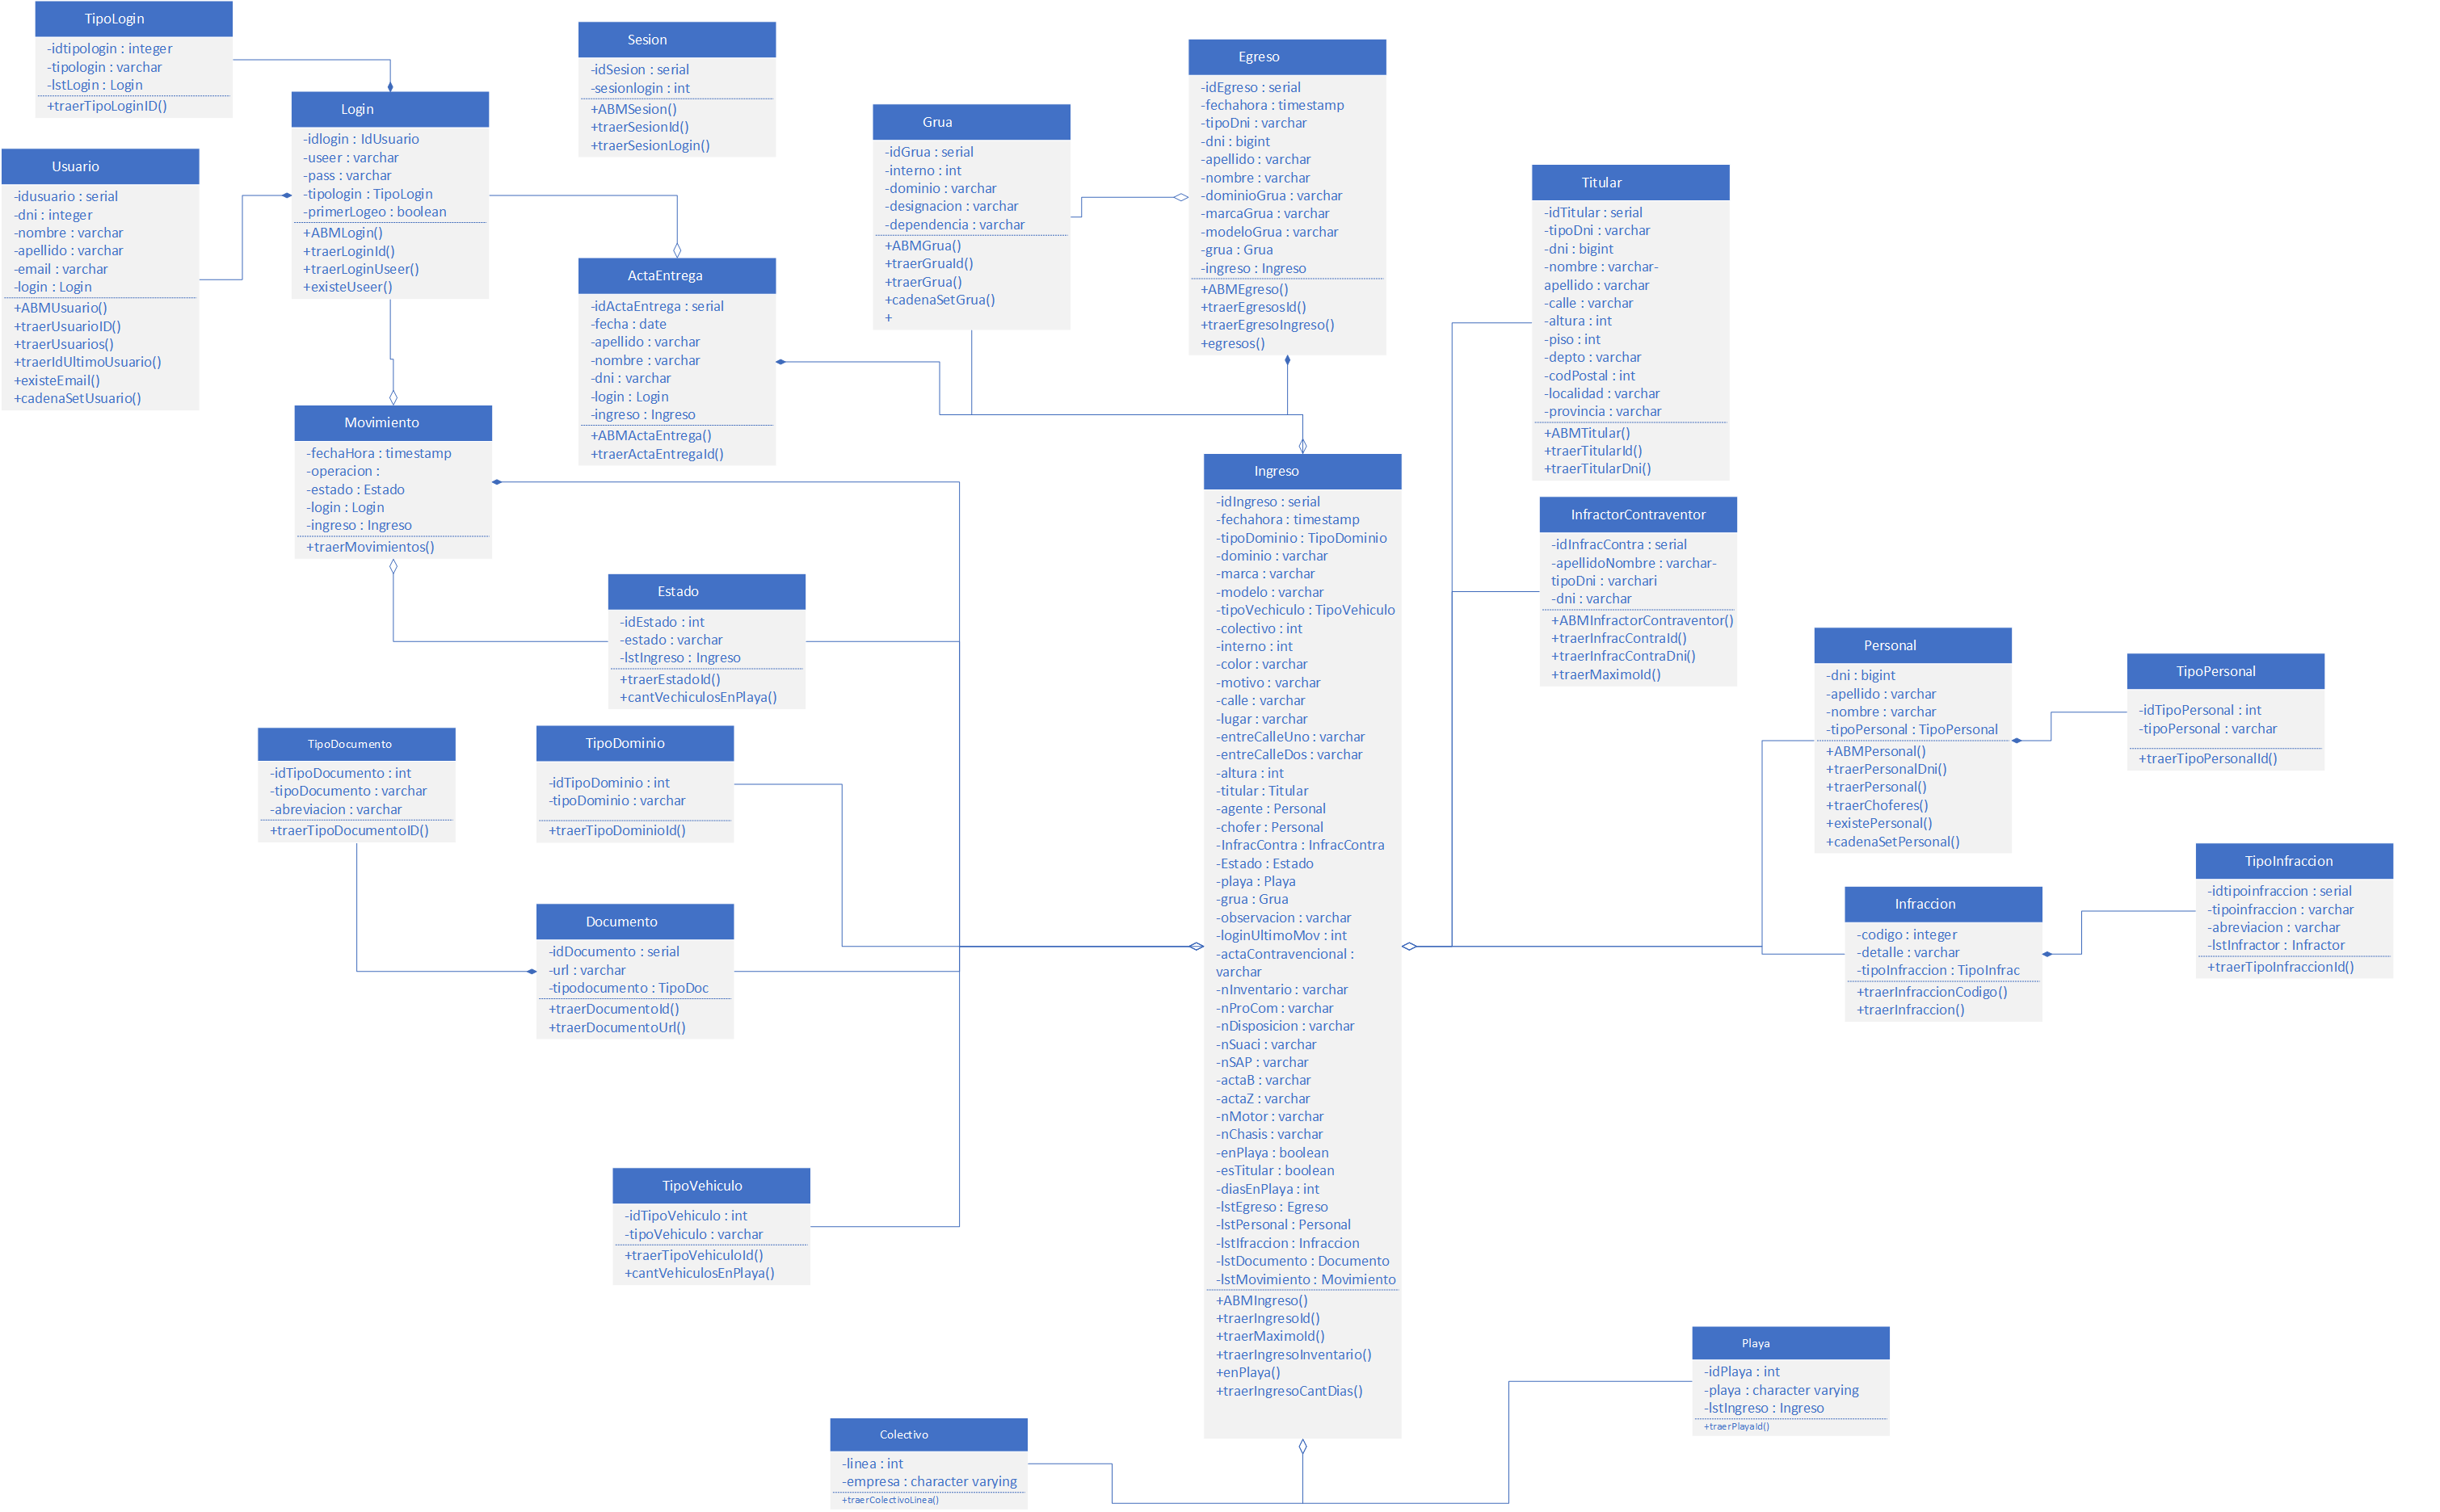 TipoLogin
-idtipologin : integer
-tipologin : varchar
-lstLogin : Login
+traerTipoLoginID()
Sesion
-idSesion : serial
-sesionlogin : int
+ABMSesion()
+traerSesionId()
+traerSesionLogin()
Egreso
-idEgreso : serial
-fechahora : timestamp
-tipoDni : varchar
-dni : bigint
-apellido : varchar
-nombre : varchar
-dominioGrua : varchar
-marcaGrua : varchar
-modeloGrua : varchar
-grua : Grua
-ingreso : Ingreso
+ABMEgreso()
+traerEgresosId()
+traerEgresoIngreso()
+egresos()
Login
-idlogin : IdUsuario
-useer : varchar
-pass : varchar
-tipologin : TipoLogin
-primerLogeo : boolean
+ABMLogin()
+traerLoginId()
+traerLoginUseer()
+existeUseer()
Grua
-idGrua : serial
-interno : int
-dominio : varchar
-designacion : varchar
-dependencia : varchar
+ABMGrua()
+traerGruaId()
+traerGrua()
+cadenaSetGrua()
+
Usuario
-idusuario : serial
-dni : integer
-nombre : varchar
-apellido : varchar
-email : varchar
-login : Login
+ABMUsuario()
+traerUsuarioID()
+traerUsuarios()
+traerIdUltimoUsuario()
+existeEmail()
+cadenaSetUsuario()
Titular
-idTitular : serial
-tipoDni : varchar
-dni : bigint
-nombre : varchar-
apellido : varchar
-calle : varchar
-altura : int
-piso : int
-depto : varchar
-codPostal : int
-localidad : varchar
-provincia : varchar
+ABMTitular()
+traerTitularId()
+traerTitularDni()
ActaEntrega
-idActaEntrega : serial
-fecha : date
-apellido : varchar
-nombre : varchar
-dni : varchar
-login : Login
-ingreso : Ingreso
+ABMActaEntrega()
+traerActaEntregaId()
Movimiento
-fechaHora : timestamp
-operacion :
-estado : Estado
-login : Login
-ingreso : Ingreso
+traerMovimientos()
Ingreso
-idIngreso : serial
-fechahora : timestamp
-tipoDominio : TipoDominio
-dominio : varchar
-marca : varchar
-modelo : varchar
-tipoVechiculo : TipoVehiculo
-colectivo : int
-interno : int
-color : varchar
-motivo : varchar
-calle : varchar
-lugar : varchar
-entreCalleUno : varchar
-entreCalleDos : varchar
-altura : int
-titular : Titular
-agente : Personal
-chofer : Personal
-InfracContra : InfracContra
-Estado : Estado
-playa : Playa
-grua : Grua
-observacion : varchar
-loginUltimoMov : int
-actaContravencional :
varchar
-nInventario : varchar
-nProCom : varchar
-nDisposicion : varchar
-nSuaci : varchar
-nSAP : varchar
-actaB : varchar
-actaZ : varchar
-nMotor : varchar
-nChasis : varchar
-enPlaya : boolean
-esTitular : boolean
-diasEnPlaya : int
-lstEgreso : Egreso
-lstPersonal : Personal
-lstIfraccion : Infraccion
-lstDocumento : Documento
-lstMovimiento : Movimiento
+ABMIngreso()
+traerIngresoId()
+traerMaximoId()
+traerIngresoInventario()
+enPlaya()
+traerIngresoCantDias()
InfractorContraventor
-idInfracContra : serial
-apellidoNombre : varchar-
tipoDni : varchari
-dni : varchar
+ABMInfractorContraventor()
+traerInfracContraId()
+traerInfracContraDni()
+traerMaximoId()
Estado
-idEstado : int
-estado : varchar
-lstIngreso : Ingreso
+traerEstadoId()
+cantVechiculosEnPlaya()
Personal
-dni : bigint
-apellido : varchar
-nombre : varchar
-tipoPersonal : TipoPersonal
+ABMPersonal()
+traerPersonalDni()
+traerPersonal()
+traerChoferes()
+existePersonal()
+cadenaSetPersonal()
TipoPersonal
-idTipoPersonal : int
-tipoPersonal : varchar
+traerTipoPersonalId()
TipoDocumento
-idTipoDocumento : int
-tipoDocumento : varchar
-abreviacion : varchar
+traerTipoDocumentoID()
TipoDominio
-idTipoDominio : int
-tipoDominio : varchar
+traerTipoDominioId()
TipoInfraccion
-idtipoinfraccion : serial
-tipoinfraccion : varchar
-abreviacion : varchar
-lstInfractor : Infractor
+traerTipoInfraccionId()
Infraccion
-codigo : integer
-detalle : varchar
-tipoInfraccion : TipoInfrac
+traerInfraccionCodigo()
+traerInfraccion()
Documento
-idDocumento : serial
-url : varchar
-tipodocumento : TipoDoc
+traerDocumentoId()
+traerDocumentoUrl()
TipoVehiculo
-idTipoVehiculo : int
-tipoVehiculo : varchar
+traerTipoVehiculoId()
+cantVehiculosEnPlaya()
Playa
-idPlaya : int
-playa : character varying
-lstIngreso : Ingreso
+traerPlayaId()
Colectivo
-linea : int
-empresa : character varying
+traerColectivoLinea()